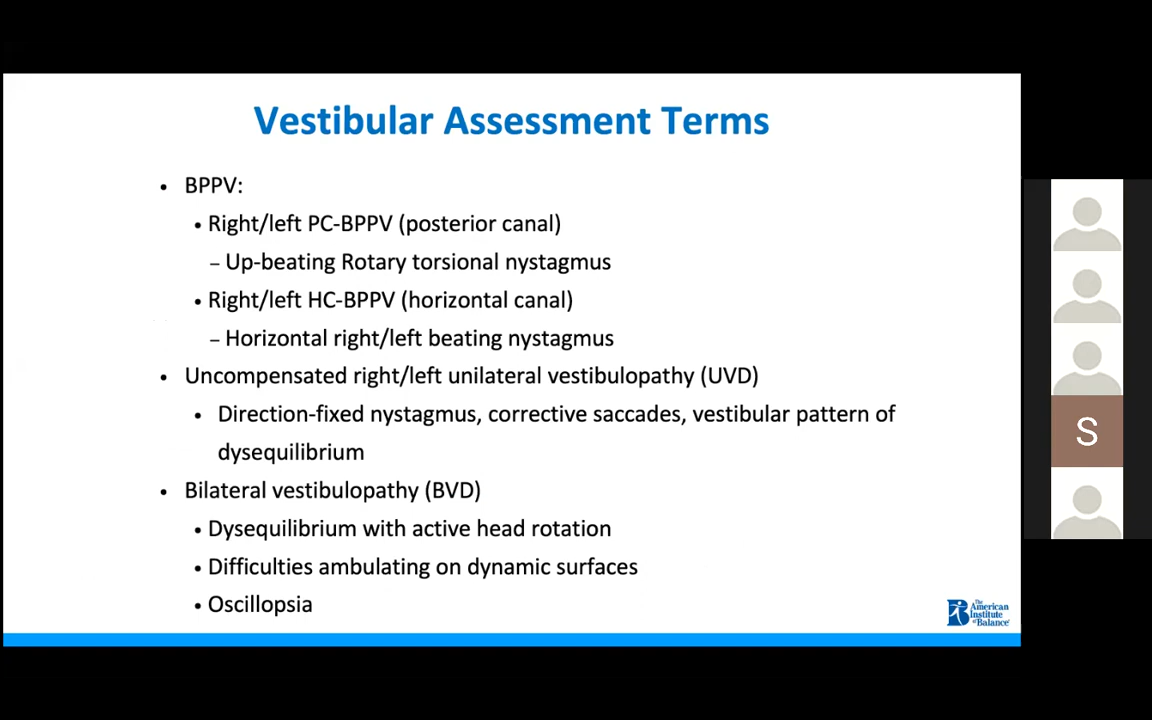 Vestibular Assessment Terms
• BPPV:
• Right/left PC-BPPV (posterior canal)
– Up-beating Rotary torsional nystagmus
• Right/left HC-BPPV (horizontal canal)
– Horizontal right/left beating nystagmus
• Uncompensated right/left unilateral vestibulopathy (UVD)
• Direction-fixed nystagmus, corrective saccades, vestibular pattern of
dysequilibrium
• Bilateral vestibulopathy (BVD)
• Dysequilibrium with active head rotation
• Difficulties ambulating on dynamic surfaces
• Oscillopsia
The
American
Institute
of Balance
S